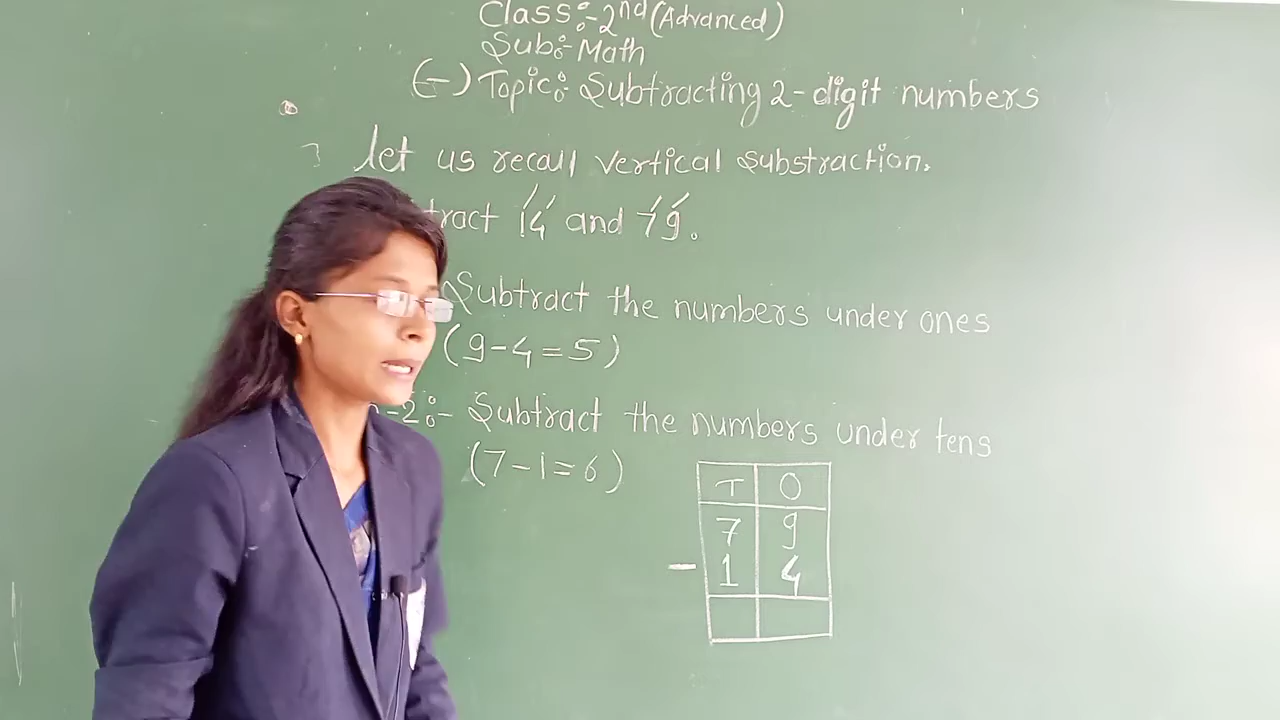 Class:-2nd (Advanced)
Sub:-Math
(-) Topic:- Subtracting 2-digit numbers
let us recall vertical substraction.
tract 14 and 79.
Subtract the numbers under ones
(9-4=5)
-2:- Subtract the numbers under tens
(7-1=6)
T O
7 9
- 1 4